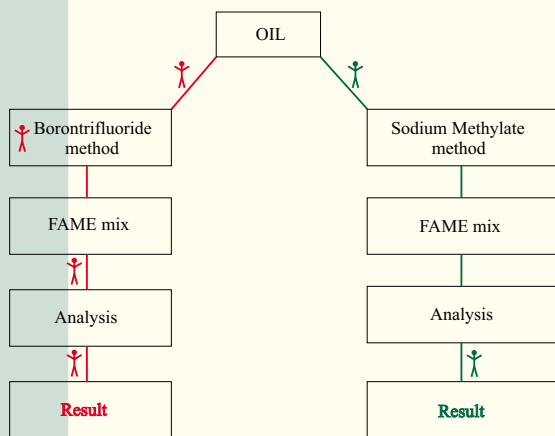 OIL
Borontrifluoride
method
Sodium Methylate
method
FAME mix
FAME mix
Analysis
Analysis
Result
Result